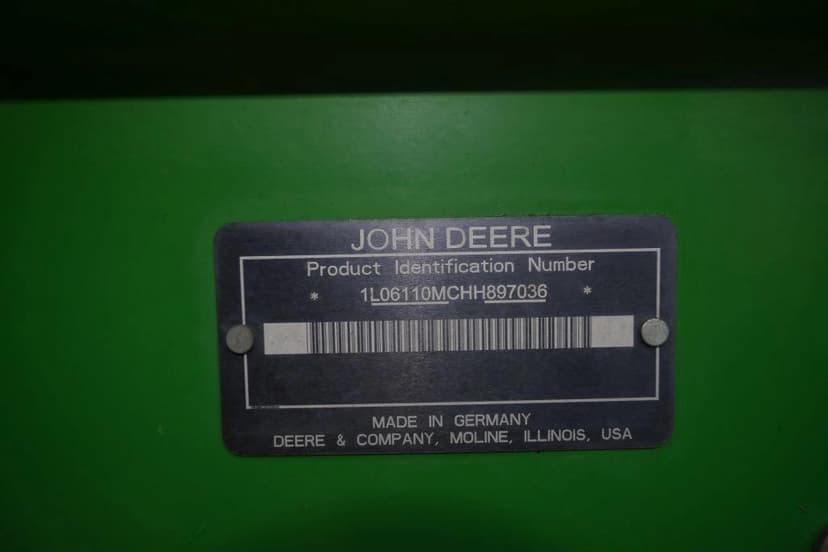 JOHN DEERE
Product Identification Number
* 1L06110MCHH897036 *
MADE IN GERMANY
DEERE & COMPANY, MOLINE, ILLINOIS, USA